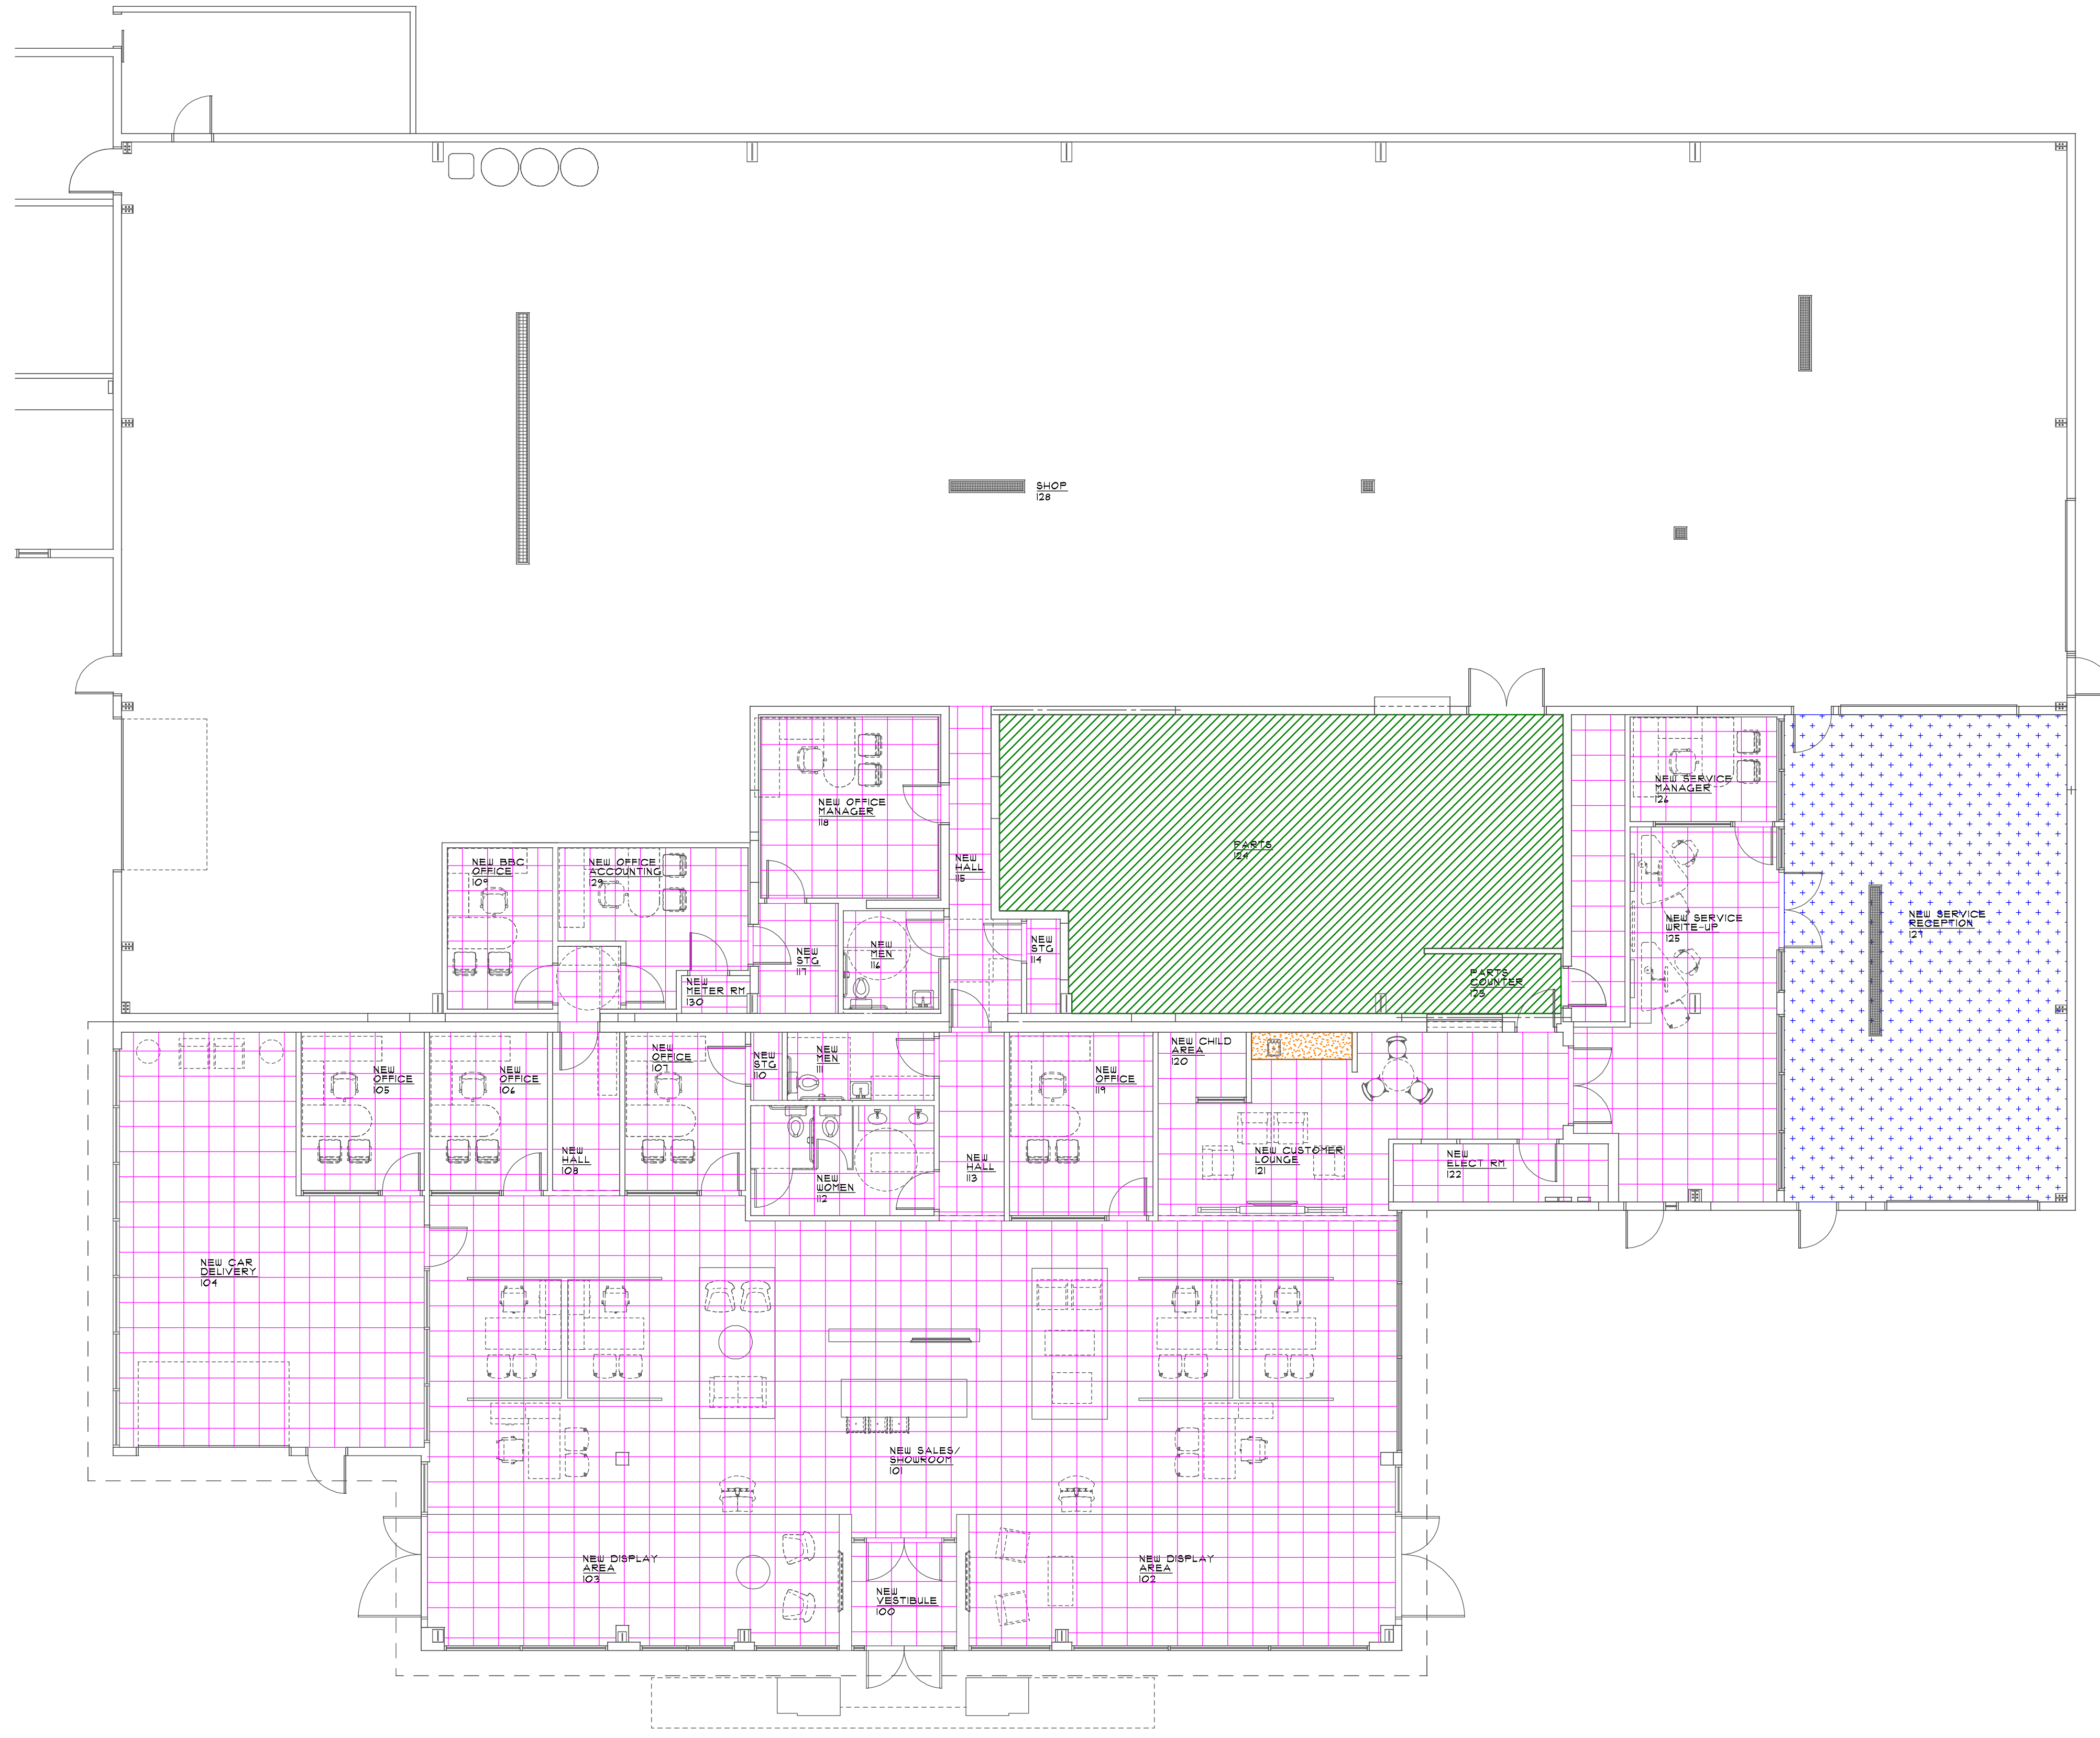 SHOP
128
NEW SERVICE
MANAGER
126
NEW OFFICE
MANAGER
118
PARTS
124
NEW BBC
OFFICE
109
NEW OFFICE
ACCOUNTING
129
NEW
HALL
115
NEW SERVICE
WRITE-UP
125
NEW SERVICE
RECEPTION
127
NEW
STG
117
NEW
MEN
116
NEW
STG
114
NEW
METER RM
130
PARTS
COUNTER
123
NEW
OFFICE
105
NEW
OFFICE
106
NEW
OFFICE
107
NEW
STG
110
NEW
MEN
111
NEW
OFFICE
119
NEW CHILD
AREA
120
NEW
HALL
108
NEW
WOMEN
112
NEW
HALL
113
NEW CUSTOMER
LOUNGE
121
NEW
ELECT RM
122
NEW CAR
DELIVERY
104
NEW SALES/
SHOWROOM
101
NEW DISPLAY
AREA
103
NEW
VESTIBULE
100
NEW DISPLAY
AREA
102